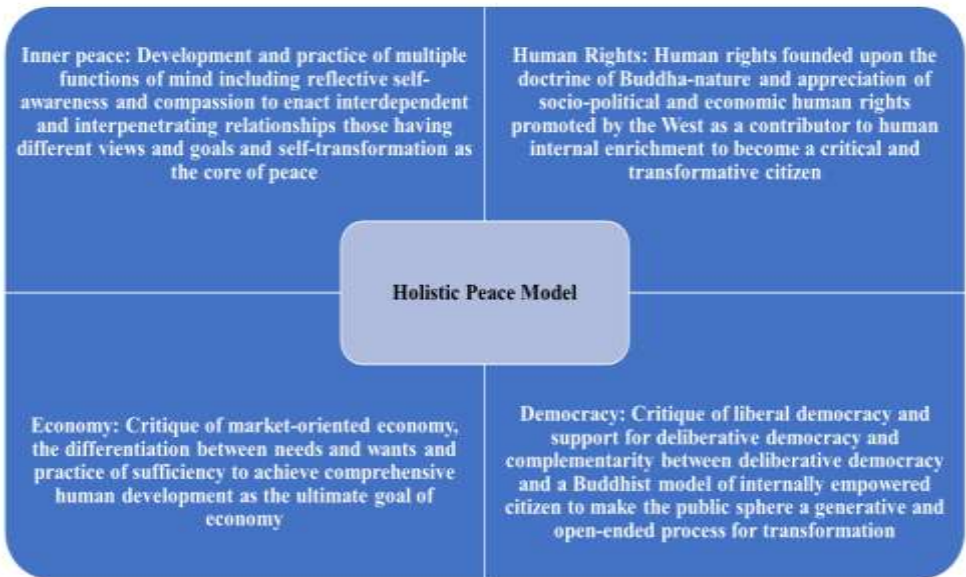 Inner peace: Development and practice of multiple
functions of mind including reflective self-
awareness and compassion to enact interdependent
and interpenetrating relationships those having
different views and goals and self-transformation as
the core of peace
Human Rights: Human rights founded upon the
doctrine of Buddha-nature and appreciation of
socio-political and economic human rights
promoted by the West as a contributor to human
internal enrichment to become a critical and
transformative citizen
Holistic Peace Model
Economy: Critique of market-oriented economy,
the differentiation between needs and wants and
practice of sufficiency to achieve comprehensive
human development as the ultimate goal of
economy
Democracy: Critique of liberal democracy and
support for deliberative democracy and
complementarity between deliberative democracy
and a Buddhist model of internally empowered
citizen to make the public sphere a generative and
open-ended process for transformation